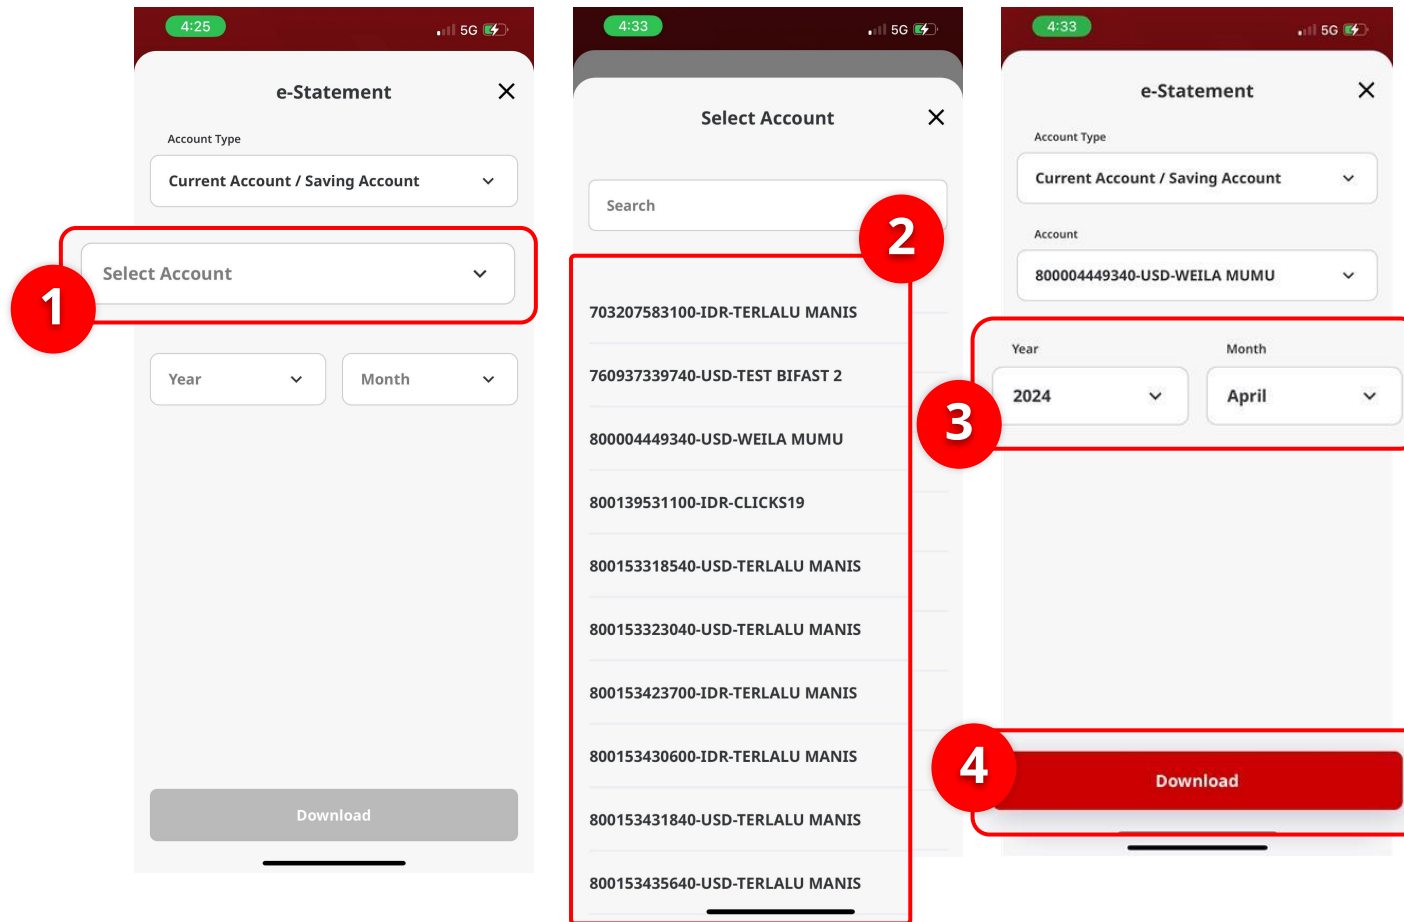 4:25
5G
e-Statement
Account Type
Current Account / Saving Account
1
Select Account
Year
Month
Download
4:33
5G
Select Account
Search
2
703207583100-IDR-TERLALU MANIS
760937339740-USD-TEST BIFAST 2
800004449340-USD-WEILA MUMU
800139531100-IDR-CLICKS19
800153318540-USD-TERLALU MANIS
800153323040-USD-TERLALU MANIS
800153423700-IDR-TERLALU MANIS
800153430600-IDR-TERLALU MANIS
800153431840-USD-TERLALU MANIS
800153435640-USD-TERLALU MANIS
4:33
5G
e-Statement
Account Type
Current Account / Saving Account
Account
800004449340-USD-WEILA MUMU
3
Year
Month
2024
April
4
Download